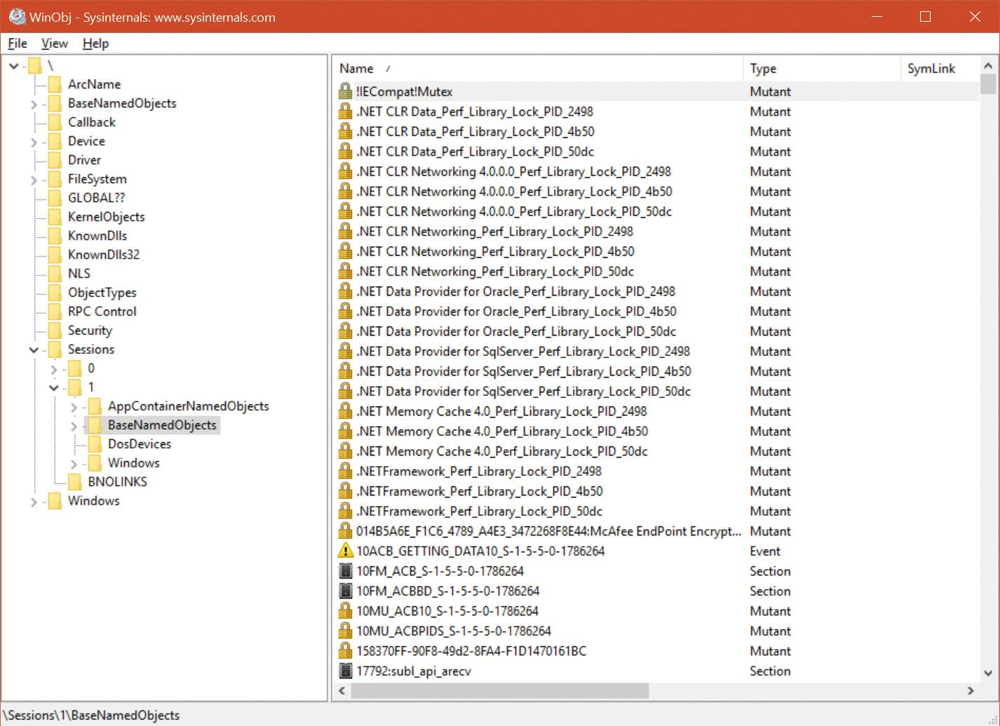 WinObj - Sysinternals: www.sysinternals.com
File View Help
\
ArcName
BaseNamedObjects
Callback
Device
Driver
FileSystem
GLOBAL??
KernelObjects
KnownDlls
KnownDlls32
NLS
ObjectTypes
RPC Control
Security
Sessions
0
1
AppContainerNamedObjects
BaseNamedObjects
DosDevices
Windows
BNOLINKS
Windows
Name Type SymLink
!IECompat!Mutex Mutant
.NET CLR Data_Perf_Library_Lock_PID_2498 Mutant
.NET CLR Data_Perf_Library_Lock_PID_4b50 Mutant
.NET CLR Data_Perf_Library_Lock_PID_50dc Mutant
.NET CLR Networking 4.0.0.0_Perf_Library_Lock_PID_2498 Mutant
.NET CLR Networking 4.0.0.0_Perf_Library_Lock_PID_4b50 Mutant
.NET CLR Networking 4.0.0.0_Perf_Library_Lock_PID_50dc Mutant
.NET CLR Networking_Perf_Library_Lock_PID_2498 Mutant
.NET CLR Networking_Perf_Library_Lock_PID_4b50 Mutant
.NET CLR Networking_Perf_Library_Lock_PID_50dc Mutant
.NET Data Provider for Oracle_Perf_Library_Lock_PID_2498 Mutant
.NET Data Provider for Oracle_Perf_Library_Lock_PID_4b50 Mutant
.NET Data Provider for Oracle_Perf_Library_Lock_PID_50dc Mutant
.NET Data Provider for SqlServer_Perf_Library_Lock_PID_2498 Mutant
.NET Data Provider for SqlServer_Perf_Library_Lock_PID_4b50 Mutant
.NET Data Provider for SqlServer_Perf_Library_Lock_PID_50dc Mutant
.NET Memory Cache 4.0_Perf_Library_Lock_PID_2498 Mutant
.NET Memory Cache 4.0_Perf_Library_Lock_PID_4b50 Mutant
.NET Memory Cache 4.0_Perf_Library_Lock_PID_50dc Mutant
.NETFramework_Perf_Library_Lock_PID_2498 Mutant
.NETFramework_Perf_Library_Lock_PID_4b50 Mutant
.NETFramework_Perf_Library_Lock_PID_50dc Mutant
014B5A6E_F1C6_4789_A4E3_3472268F8E44:McAfee EndPoint Encrypt... Mutant
10ACB_GETTING_DATA10_S-1-5-5-0-1786264 Event
10FM_ACB_S-1-5-5-0-1786264 Section
10FM_ACBBD_S-1-5-5-0-1786264 Section
10MU_ACB10_S-1-5-5-0-1786264 Mutant
10MU_ACBPIDS_S-1-5-5-0-1786264 Mutant
158370FF-90F8-49d2-8FA4-F1D1470161BC Mutant
17792:subl_api_arecv Section
\Sessions\1\BaseNamedObjects